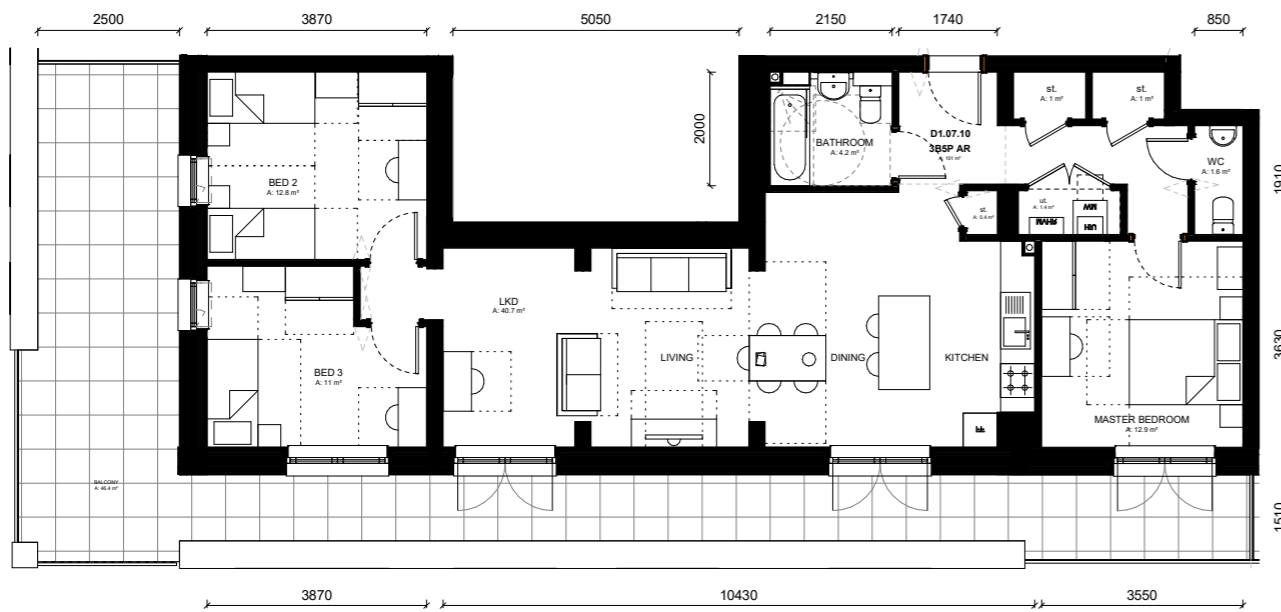 2500 3870 5050 2150 1740 850
st.
A: 1 m²
st.
A: 1 m²
2000
D1.07.10
3B5P AR
A: 101 m²
BATHROOM
A: 4.2 m²
WC
A: 1.6 m²
1910
BED 2
A: 12.8 m²
ut.
A: 1.4 m²
MW
st.
A: 0.4 m²
LKD
A: 40.7 m²
3630
LIVING
DINING
KITCHEN
BED 3
A: 11 m²
MASTER BEDROOM
A: 12.9 m²
BALCONY
A: 46.4 m²
1510
3870 10430 3550